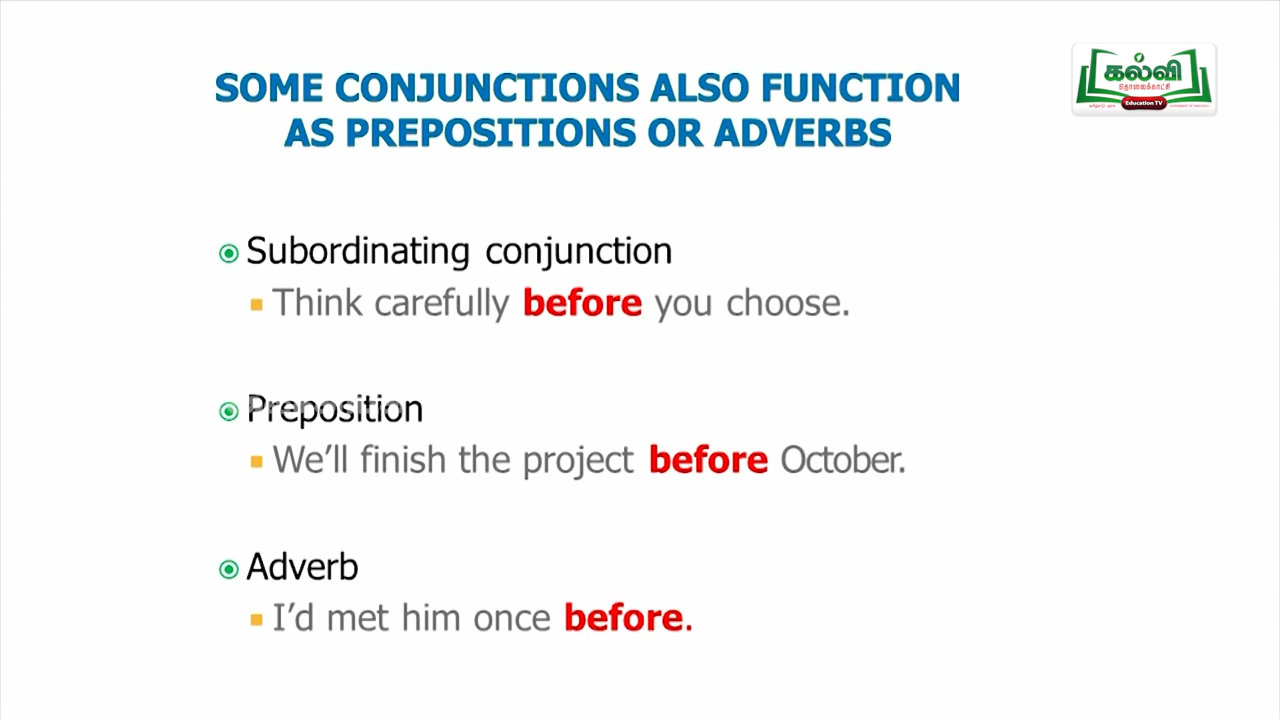 SOME CONJUNCTIONS ALSO FUNCTION
AS PREPOSITIONS OR ADVERBS
கல்வி
தொலைக்காட்சி
Education TV
Subordinating conjunction
Think carefully before you choose.
Preposition
We’ll finish the project before October.
Adverb
I’d met him once before.